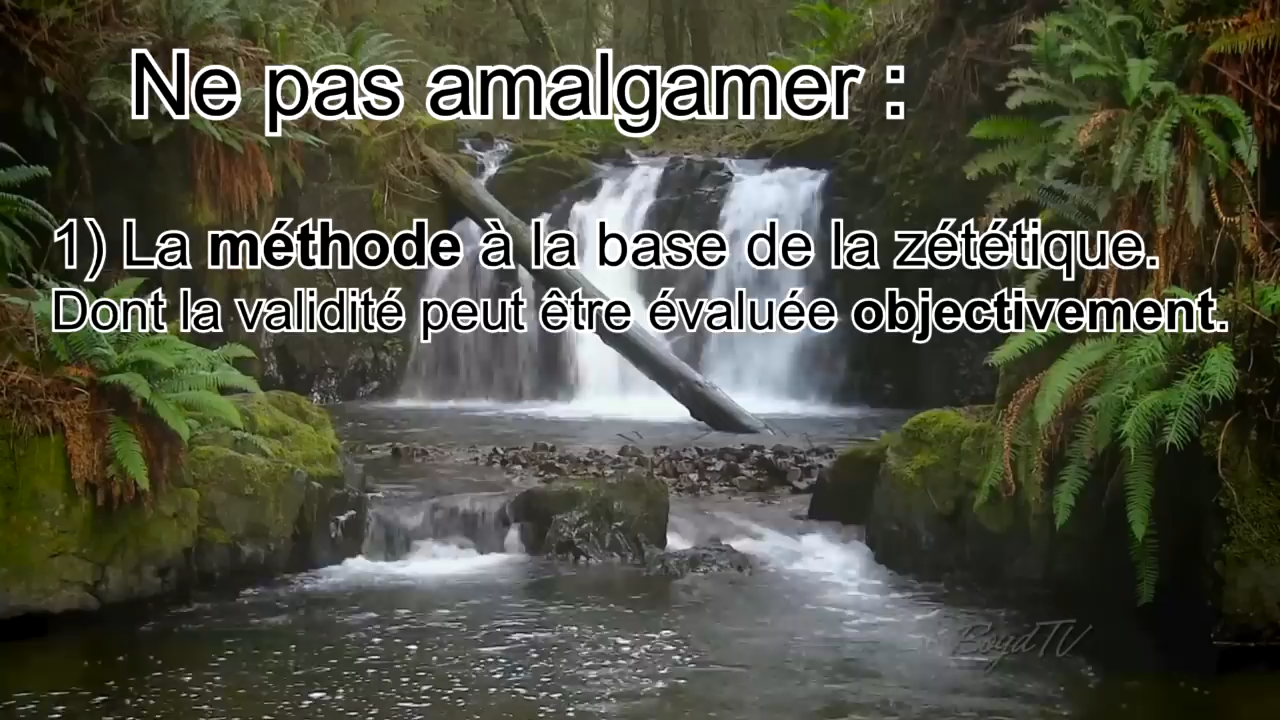 Ne pas amalgamer :
1) La méthode à la base de la zététique.
Dont la validité peut être évaluée objectivement.
BoydTV